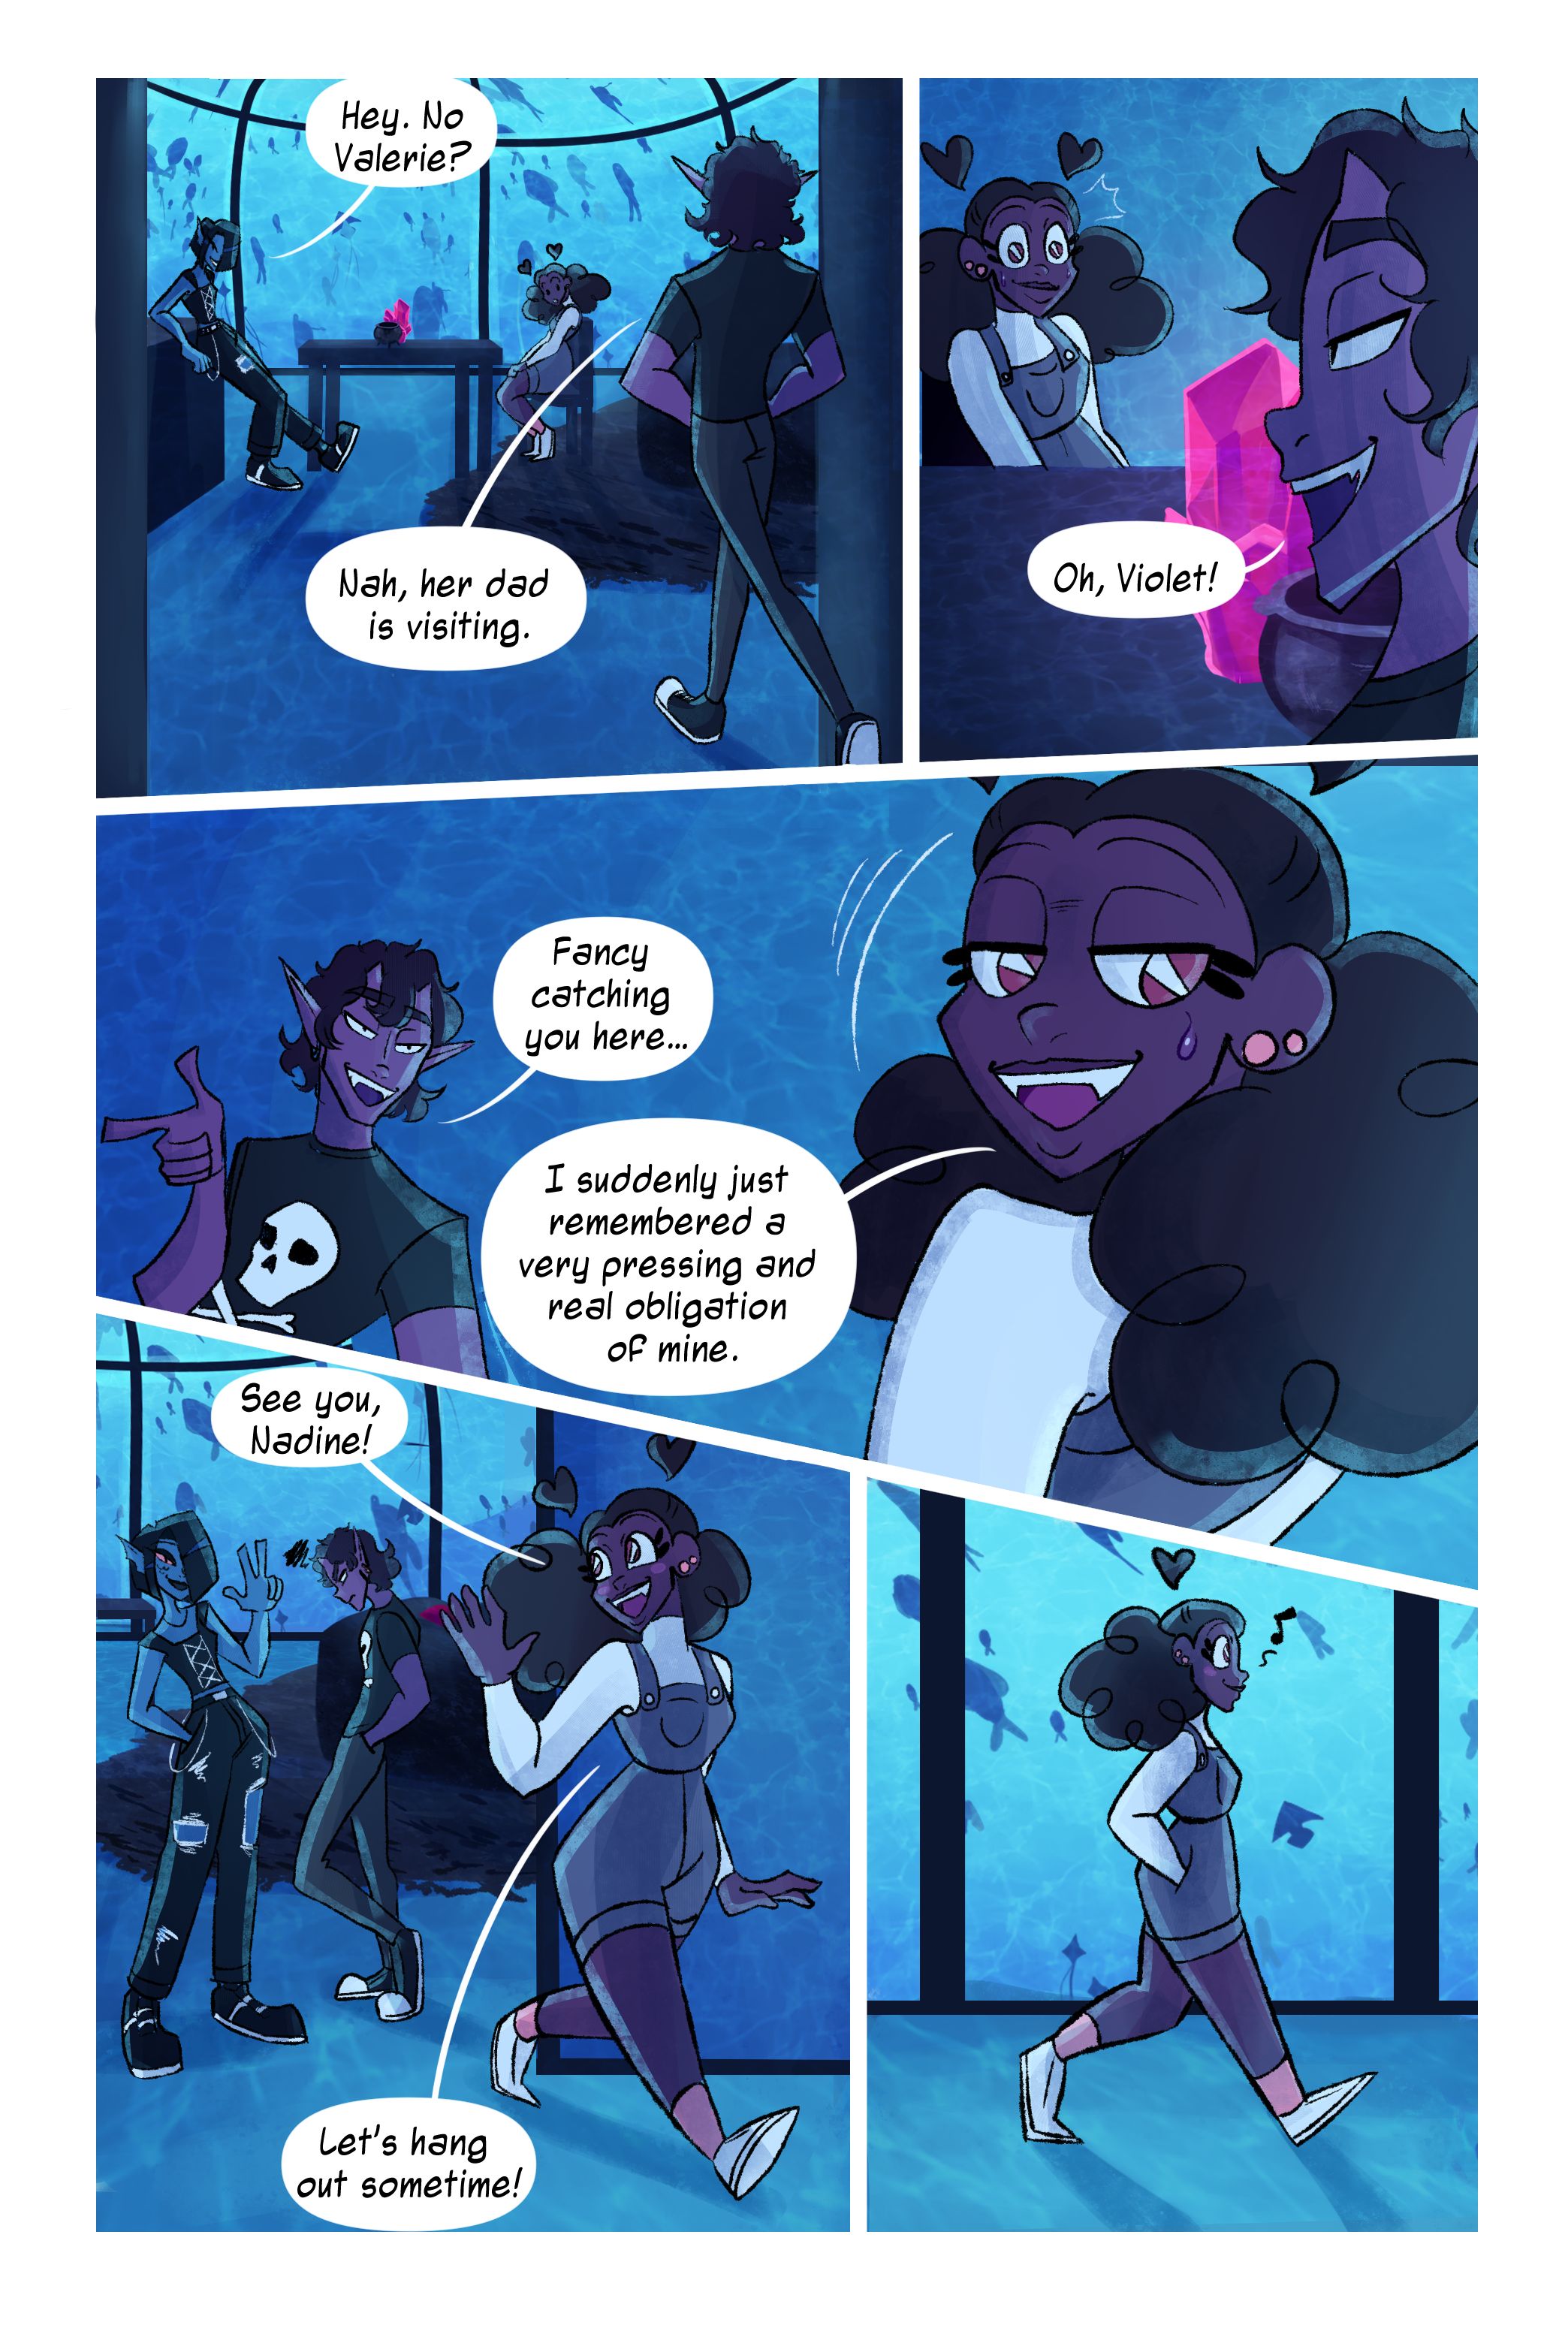 Hey. No
Valerie?
Nah, her dad
is visiting.
Oh, Violet!
Fancy
catching
you here...
I suddenly just
remembered a
very pressing and
real obligation
of mine.
See you,
Nadine!
Let's hang
out sometime!